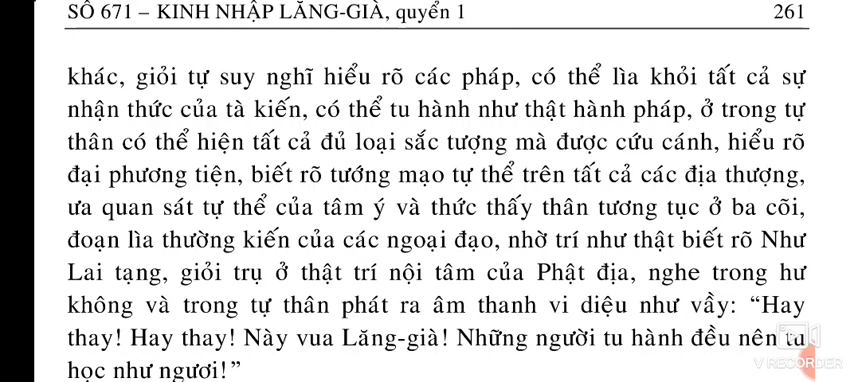 SỐ 671 – KINH NHẬP LĂNG-GIÀ, quyển 1 261
khác, giỏi tự suy nghĩ hiểu rõ các pháp, có thể lìa khỏi tất cả sự
nhận thức của tà kiến, có thể tu hành như thật hành pháp, ở trong tự
thân có thể hiện tất cả đủ loại sắc tượng mà được cứu cánh, hiểu rõ
đại phương tiện, biết rõ tướng mạo tự thể trên tất cả các địa thượng,
ưa quan sát tự thể của tâm ý và thức thấy thân tương tục ở ba cõi,
đoạn lìa thường kiến của các ngoại đạo, nhờ trí như thật biết rõ Như
Lai tạng, giỏi trụ ở thật trí nội tâm của Phật địa, nghe trong hư
không và trong tự thân phát ra âm thanh vi diệu như vầy: “Hay
thay! Hay thay! Này vua Lăng-già! Những người tu hành đều nên tu
học như ngươi!”
V RECORDER